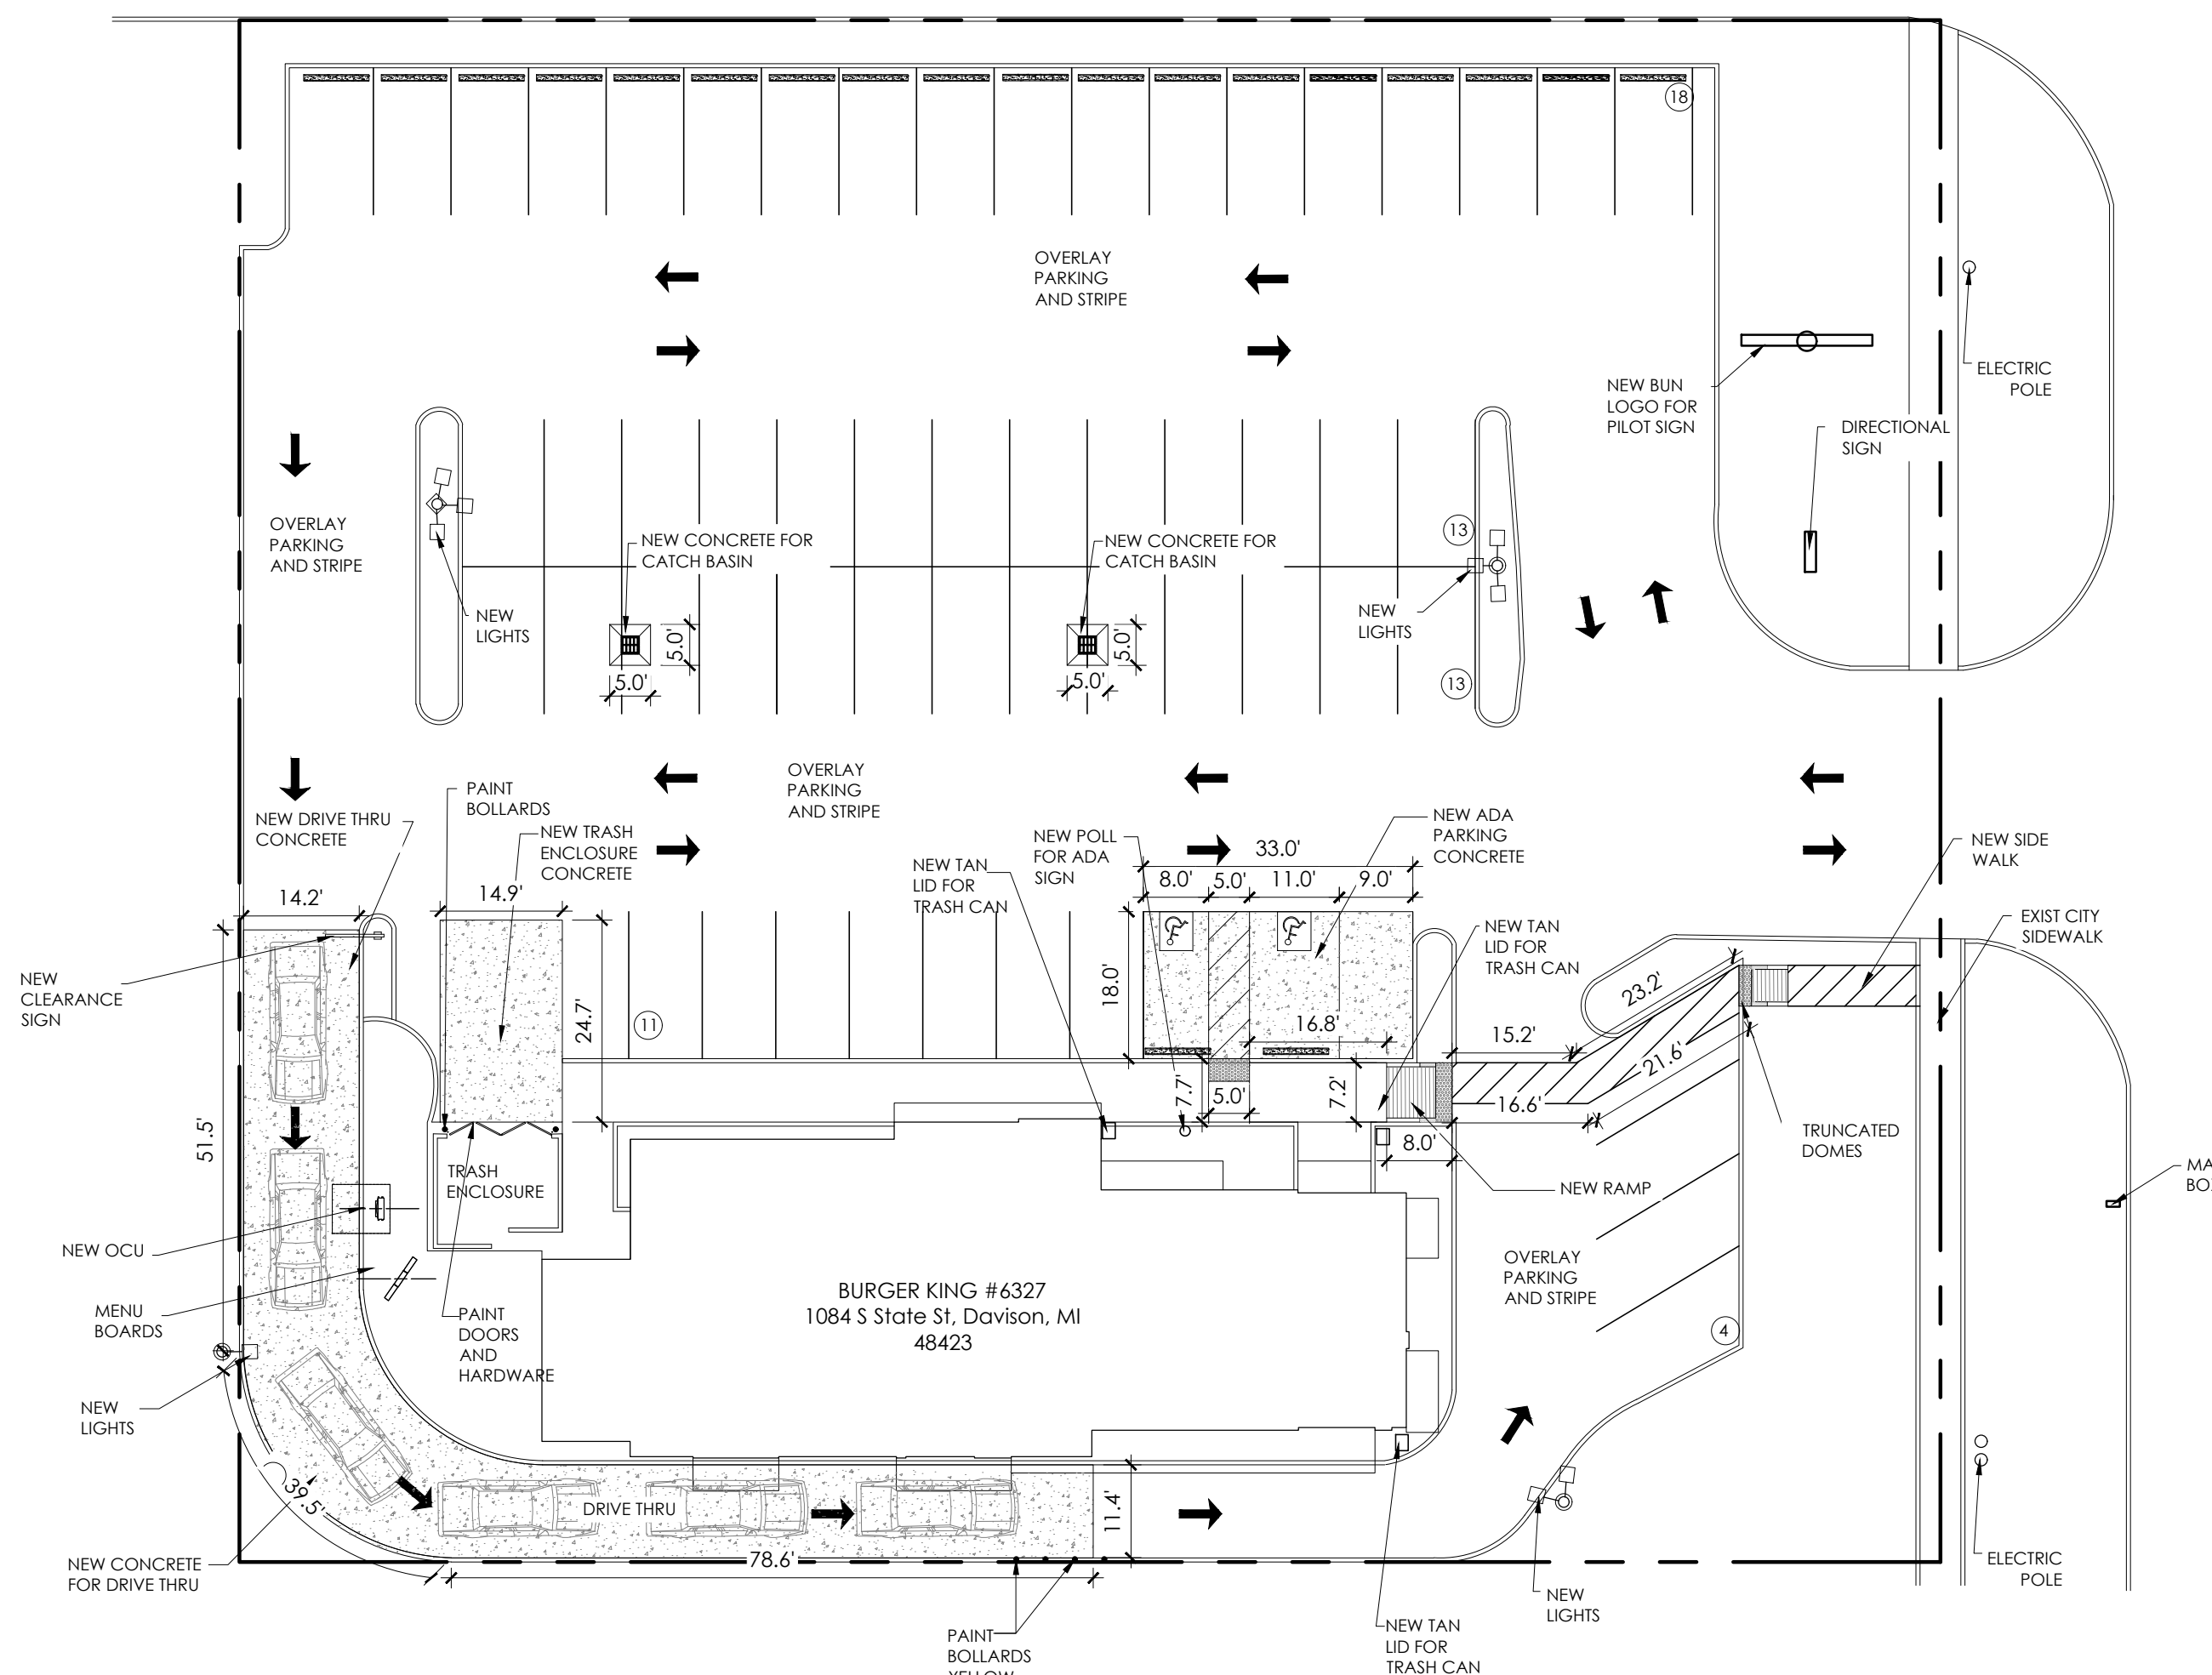 18
OVERLAY
PARKING
AND STRIPE
ELECTRIC
POLE
NEW BUN
LOGO FOR
PILOT SIGN
DIRECTIONAL
SIGN
OVERLAY
PARKING
AND STRIPE
NEW CONCRETE FOR
CATCH BASIN
NEW CONCRETE FOR
CATCH BASIN
13
NEW
LIGHTS
NEW
LIGHTS
5.0'
5.0'
5.0'
5.0'
13
PAINT
BOLLARDS
OVERLAY
PARKING
AND STRIPE
NEW DRIVE THRU
CONCRETE
NEW TRASH
ENCLOSURE
CONCRETE
NEW TAN
LID FOR
TRASH CAN
NEW POLL
FOR ADA
SIGN
NEW ADA
PARKING
CONCRETE
NEW SIDE
WALK
33.0'
8.0'
5.0'
11.0'
9.0'
14.2'
14.9'
NEW TAN
LID FOR
TRASH CAN
EXIST CITY
SIDEWALK
NEW
CLEARANCE
SIGN
24.7'
11
18.0'
16.8'
23.2'
15.2'
21.6'
7.7'
5.0'
7.2'
16.6'
51.5'
8.0'
TRUNCATED
DOMES
TRASH
ENCLOSURE
NEW RAMP
MA
BO
NEW OCU
MENU
BOARDS
PAINT
DOORS
AND
HARDWARE
BURGER KING #6327
1084 S State St, Davison, MI
48423
OVERLAY
PARKING
AND STRIPE
4
NEW
LIGHTS
39.5'
DRIVE THRU
11.4'
78.6'
NEW CONCRETE
FOR DRIVE THRU
ELECTRIC
POLE
NEW
LIGHTS
PAINT
BOLLARDS
YELLOW
NEW TAN
LID FOR
TRASH CAN